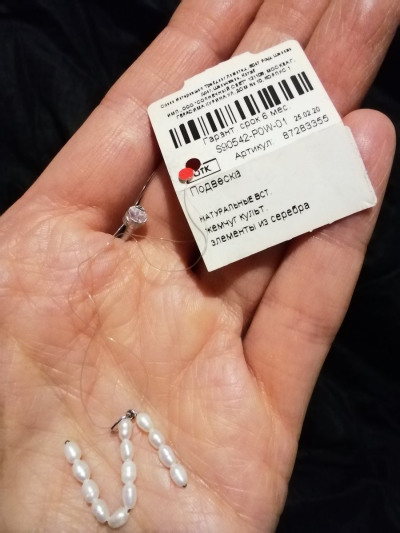 Гарант. срок 6 мес
S90542-P0W-01 25.02.20
Артикул: 87283355
ОТК
Подвеска
НАТУРАЛЬНЫЕ ВСТ.
жемчуг культ.
элементы из серебра